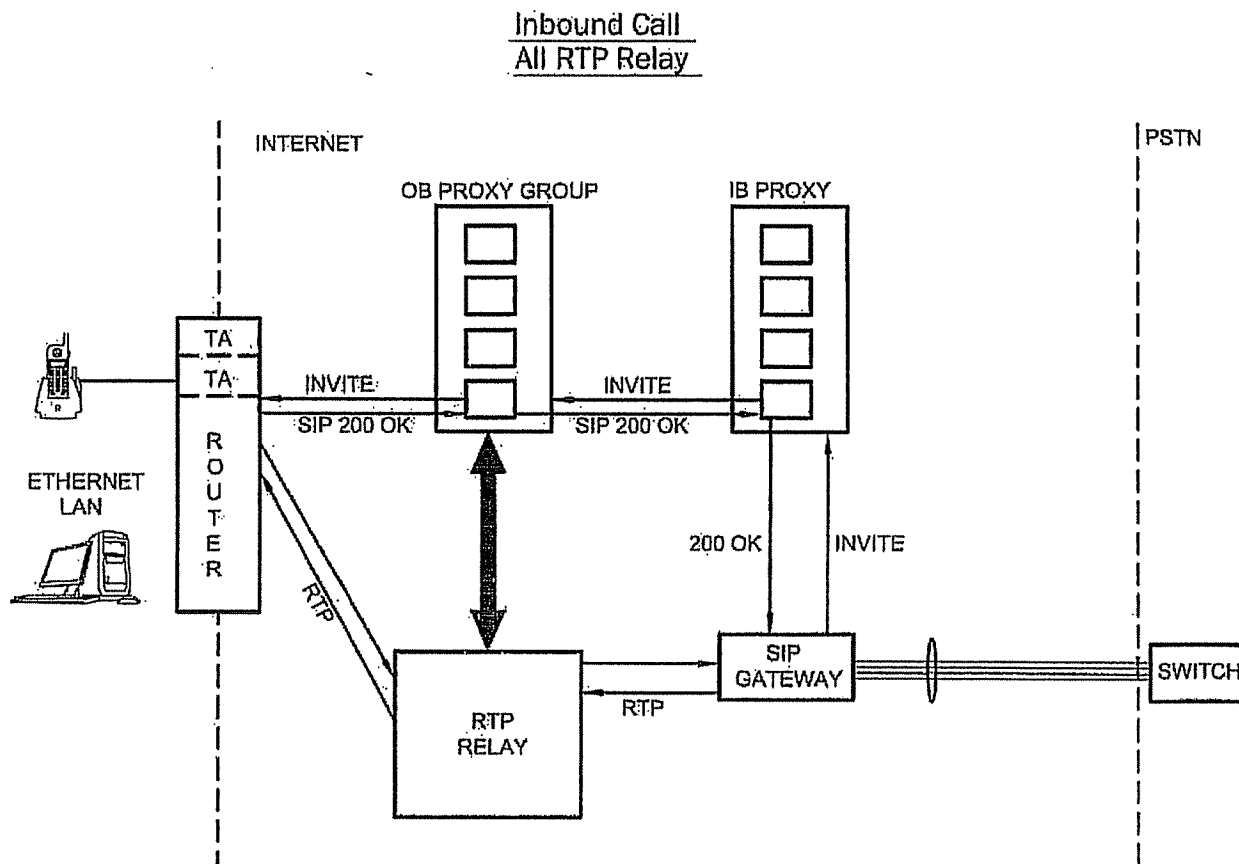 Inbound Call
All RTP Relay
INTERNET
PSTN
OB PROXY GROUP
IB PROXY
TA
TA
INVITE
INVITE
SIP 200 OK
SIP 200 OK
ROUTER
ETHERNET
LAN
200 OK
INVITE
RTP
SIP
GATEWAY
SWITCH
RTP
RTP
RELAY